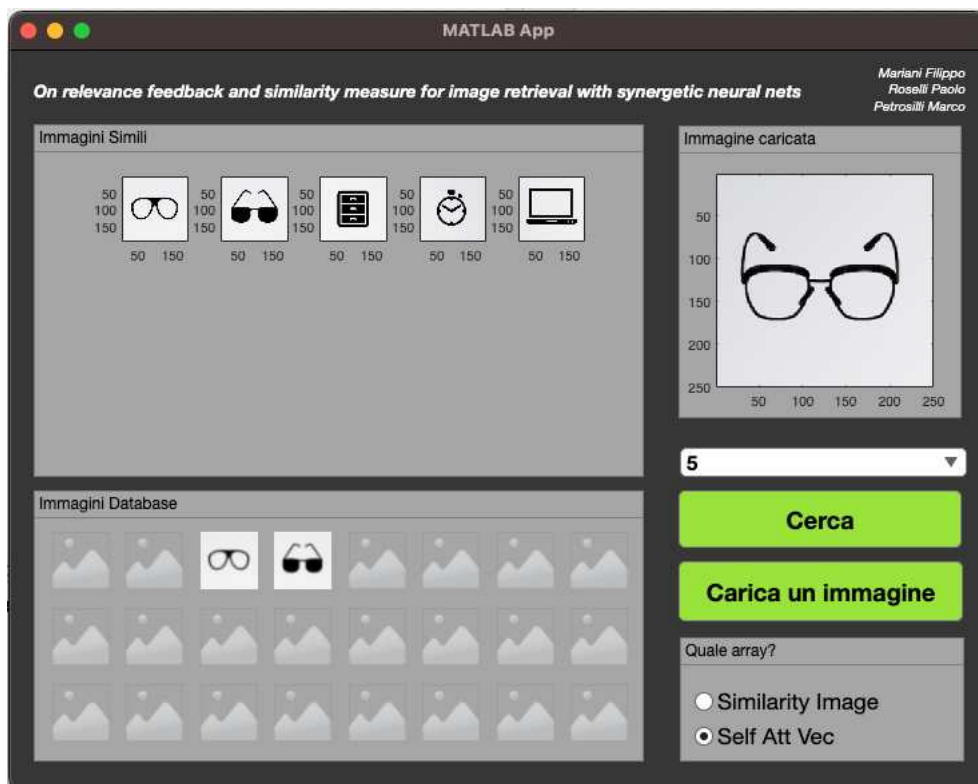 MATLAB App
On relevance feedback and similarity measure for image retrieval with synergetic neural nets
Mariani Filippo
Roselli Paolo
Petrosilli Marco
Immagini Simili
50 50 50 50 50
100 100 100 100 100
150 150 150 150 150
50 150 50 150 50 150 50 150 50 150
Immagine caricata
50
100
150
200
250
50 100 150 200 250
5
Cerca
Carica un immagine
Immagini Database
Quale array?
Similarity Image
Self Att Vec